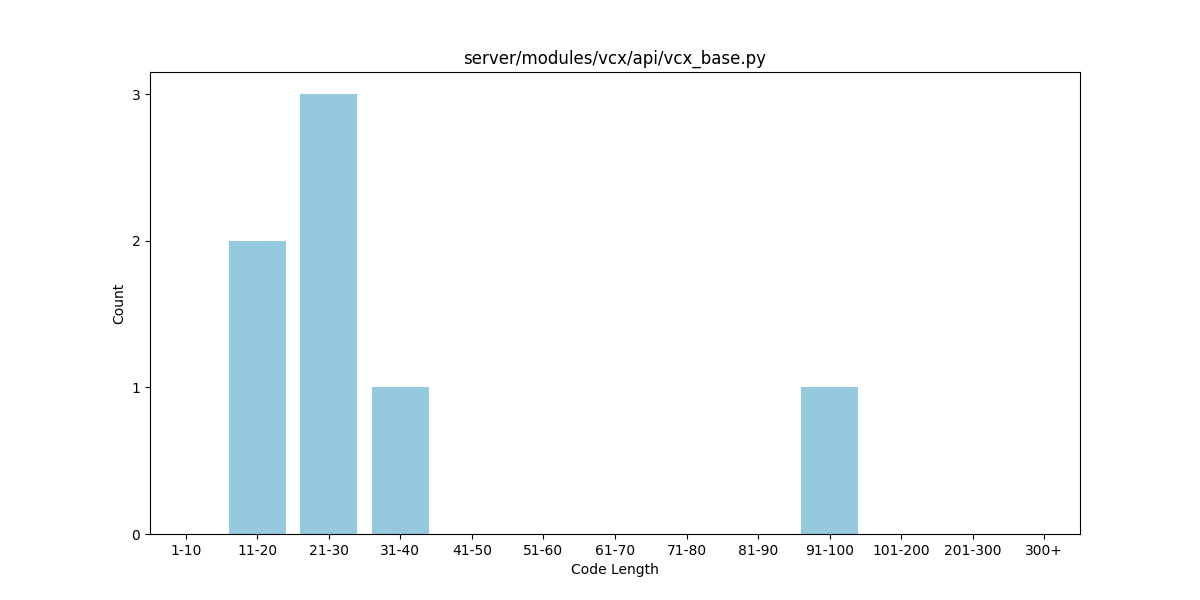 server/modules/vcx/api/vcx_base.py
3
2
1
0
Count
1-10 11-20 21-30 31-40 41-50 51-60 61-70 71-80 81-90 91-100 101-200 201-300 300+
Code Length